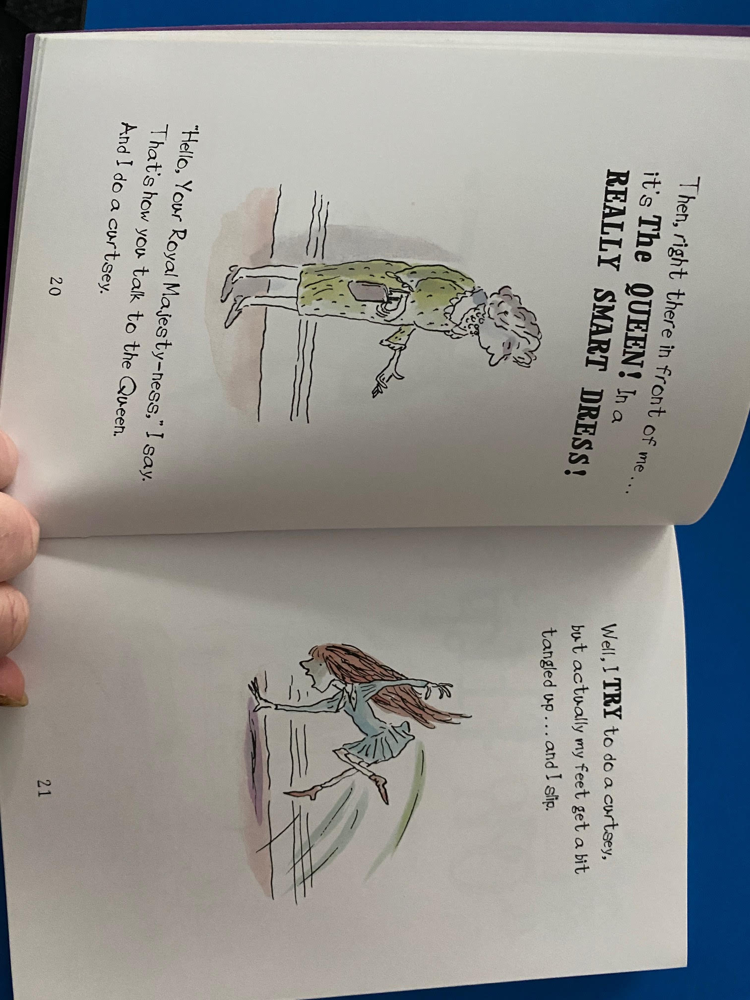 Then, right there in front of me...
it's The QUEEN! In a
REALLY SMART DRESS!
"Hello, Your Royal Majesty-ness," I say.
That's how you talk to the Queen.
And I do a curtsey.
20
Well, I TRY to do a curtsey,
but actually my feet get a bit
tangled up...and I slip.
21